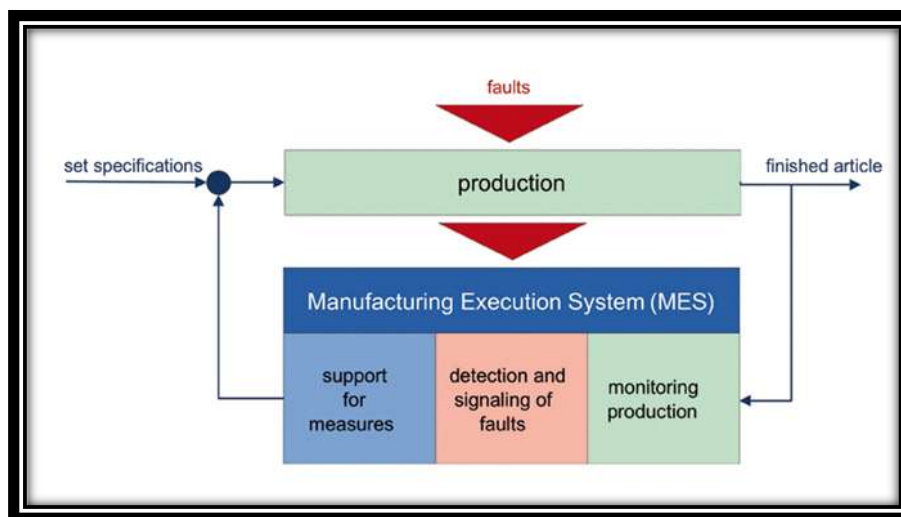 faults
set specifications
production
finished article
Manufacturing Execution System (MES)
support
for
measures
detection and
signaling of
faults
monitoring
production